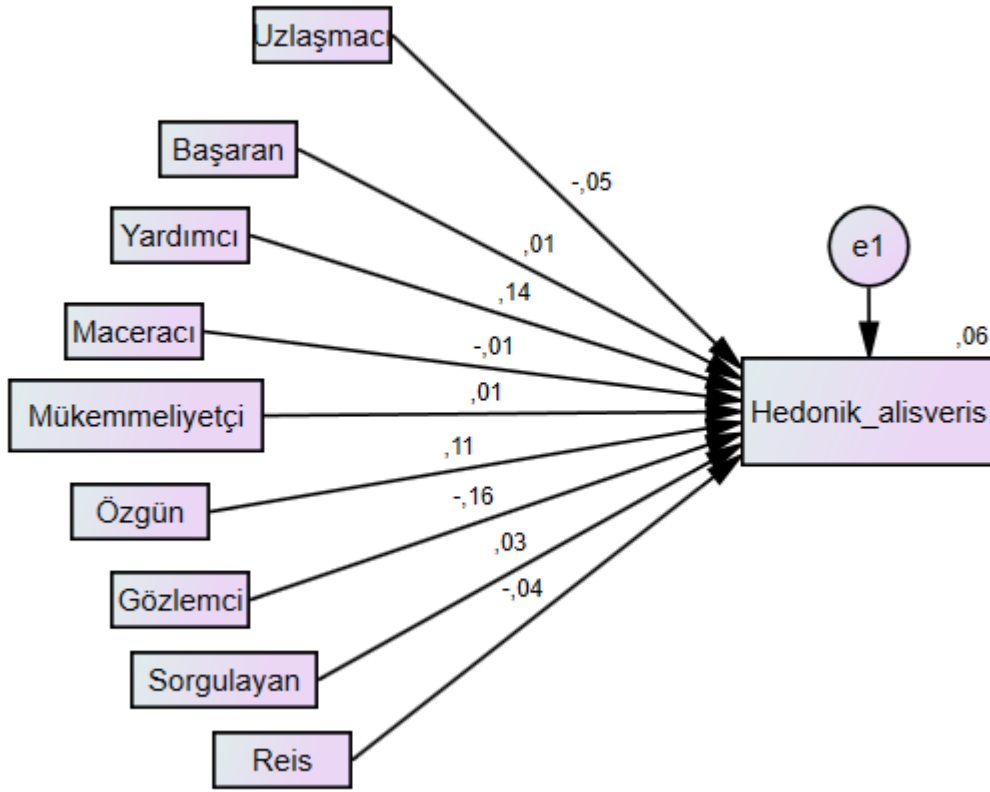 Uzlaşmacı
Başaran
Yardımcı
Maceracı
Mükemmeliyetçi
Özgün
Gözlemci
Sorgulayan
Reis
-,05
,01
,14
-,01
,01
,11
-,16
,03
-,04
e1
,06
Hedonik_alisveris